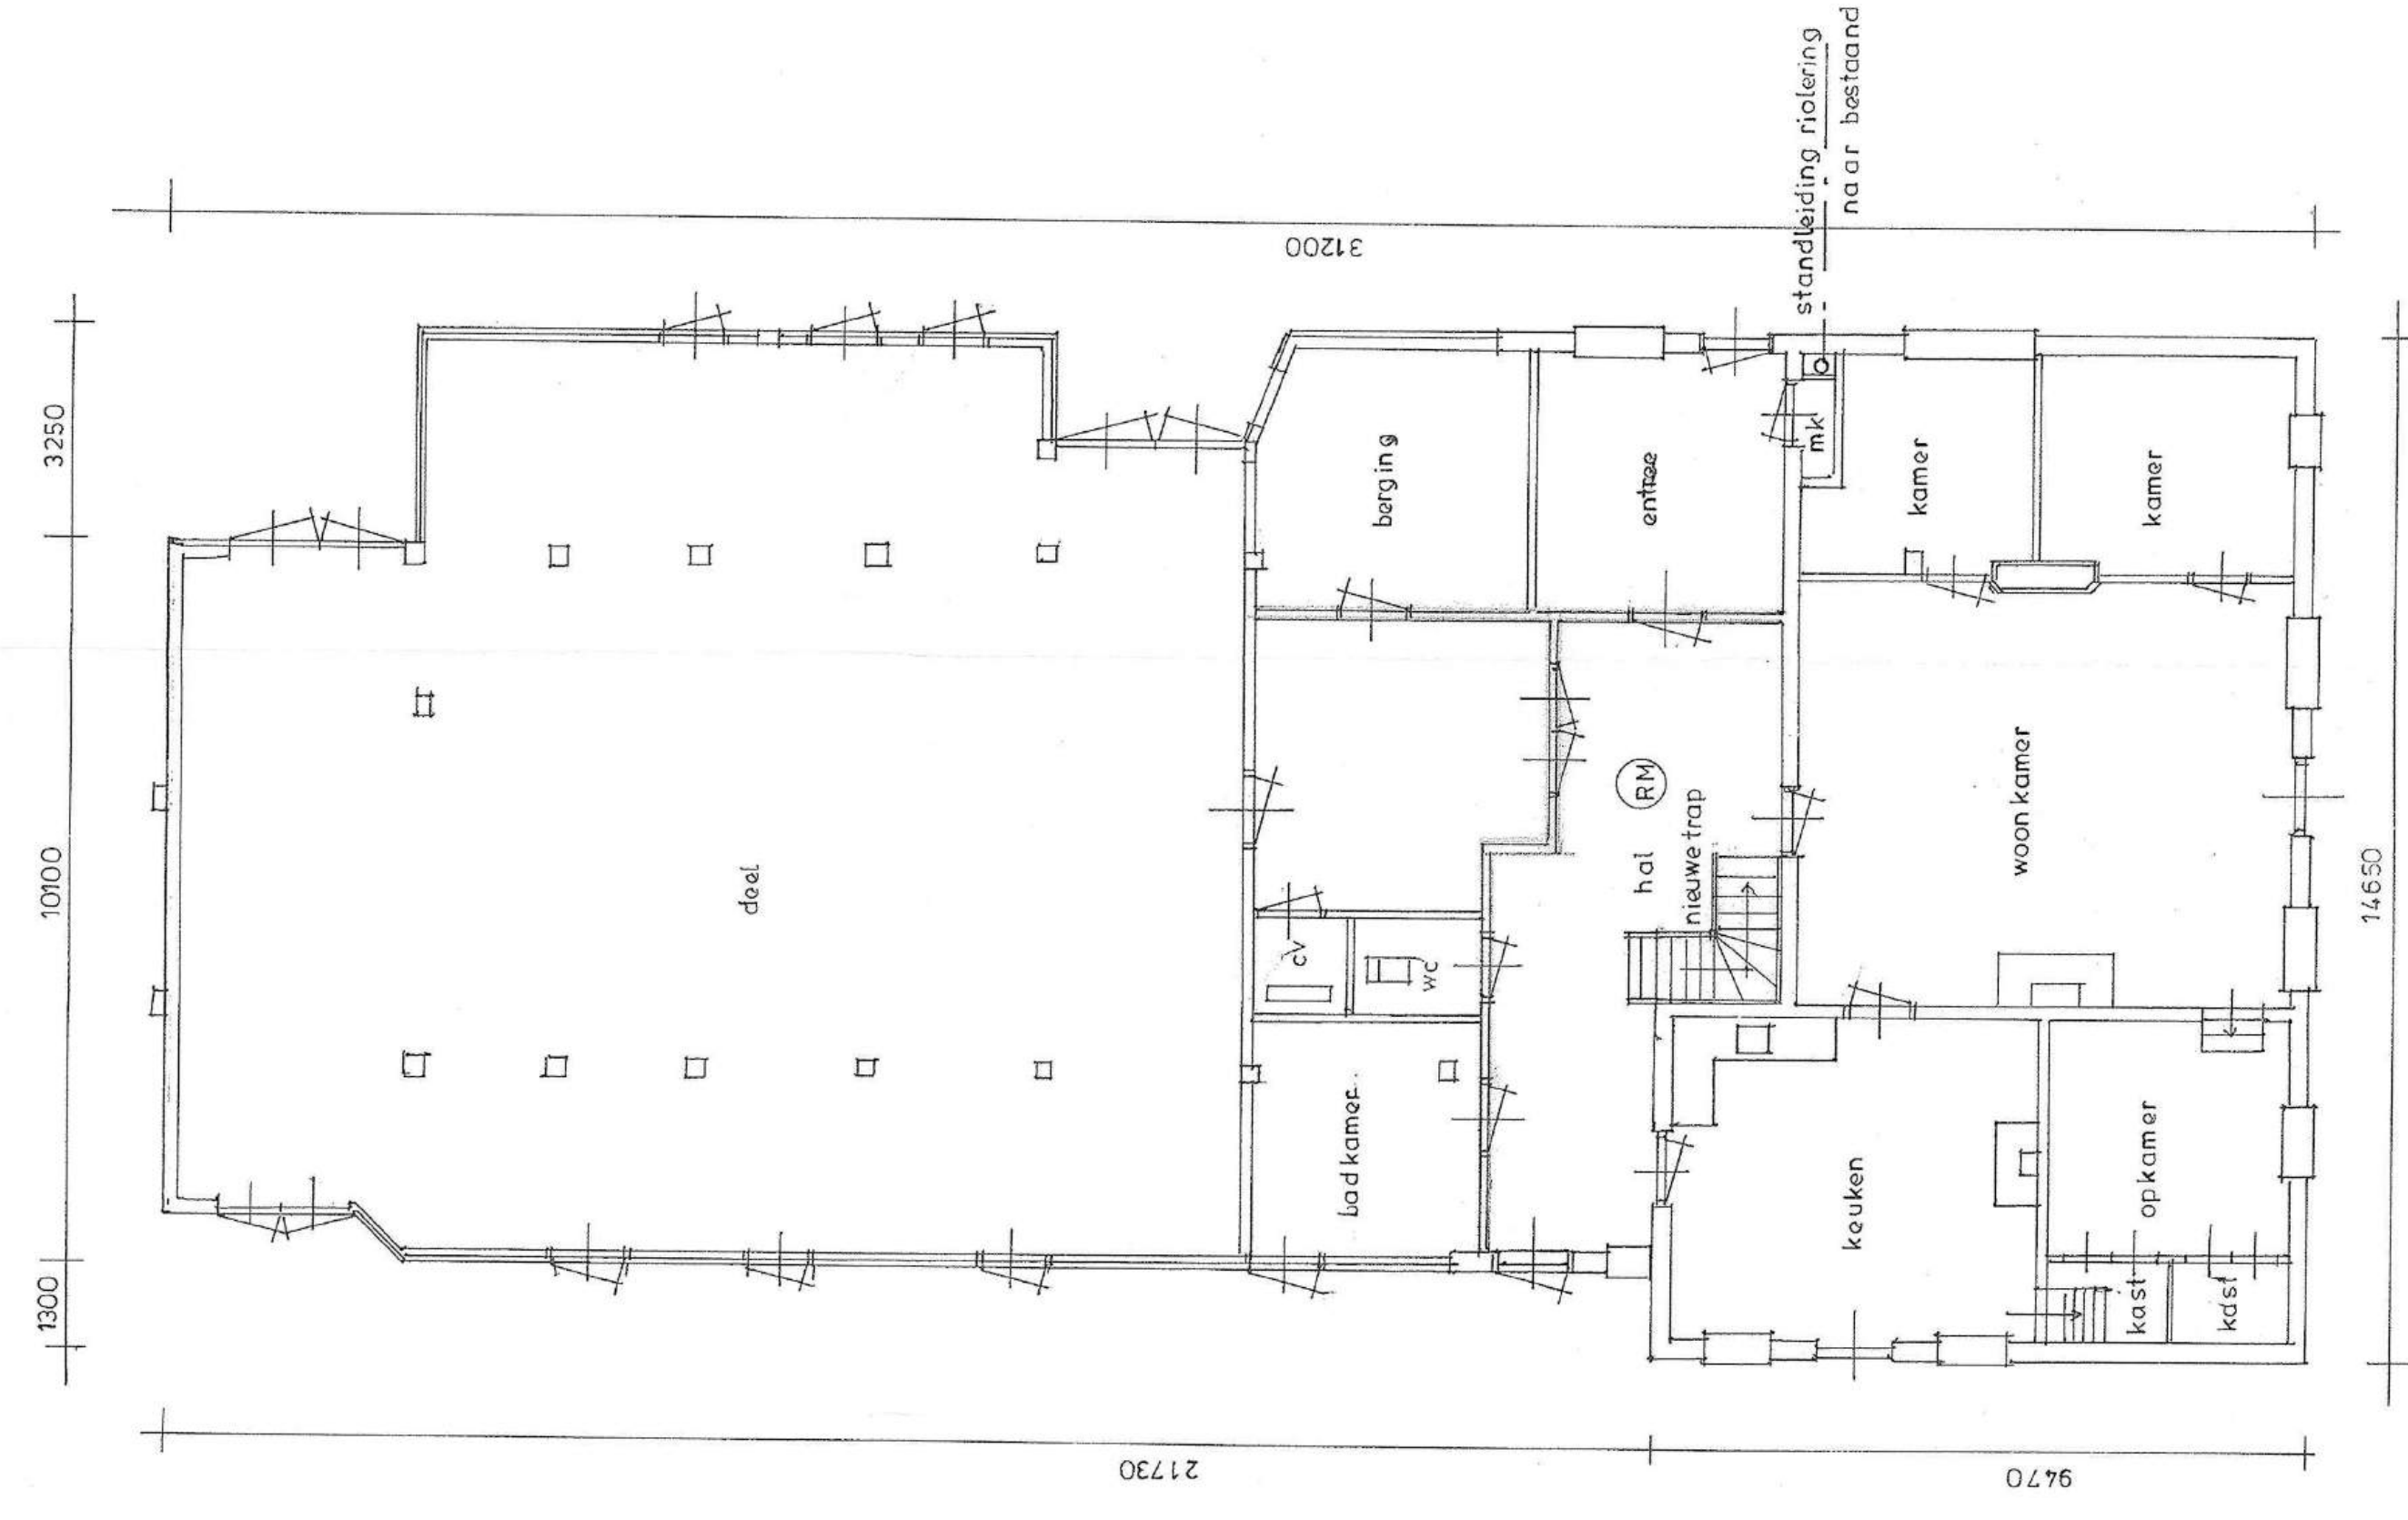 3250
10100
1300
31200
standleiding riolering
naar bestaand
deel
berging
entree
mk
kamer
kamer
RM
hal
nieuwe trap
woonkamer
cv
wc
badkamer
keuken
opkamer
kast
kast
14650
21730
9470